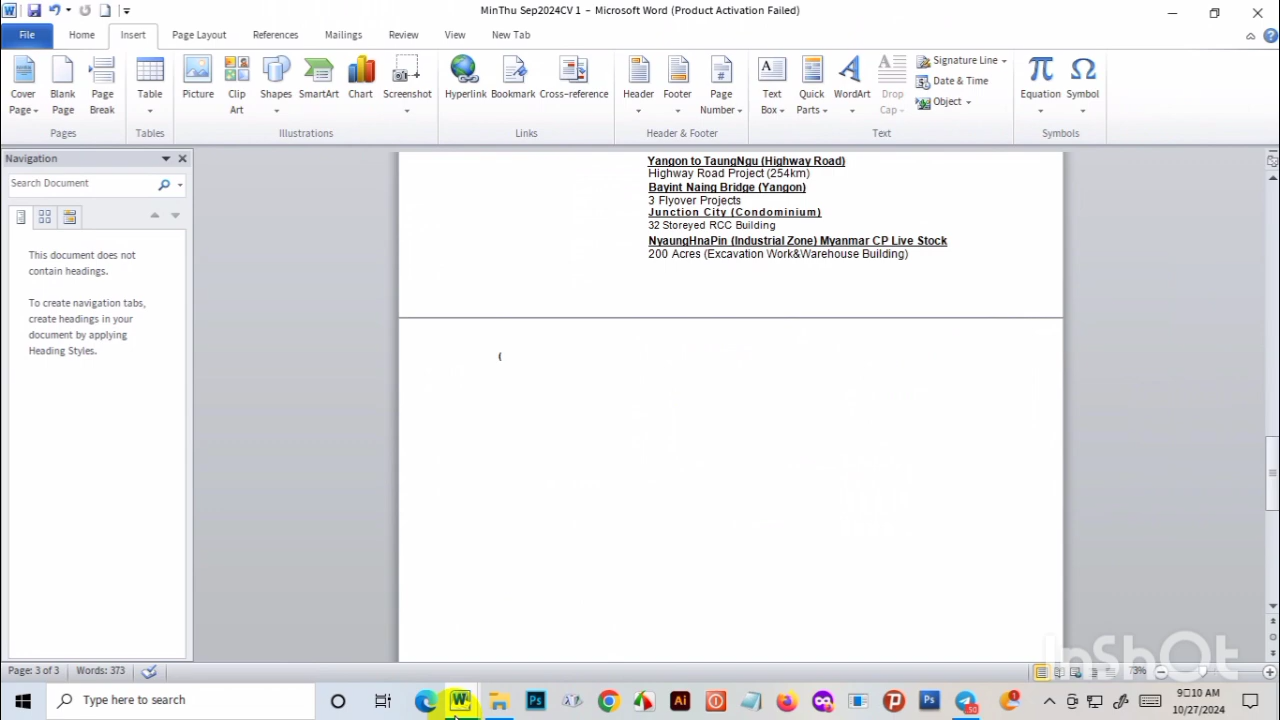 MinThu Sep2024CV 1 - Microsoft Word (Product Activation Failed)
File Home Insert Page Layout References Mailings Review View New Tab
Cover Page
Blank Page
Page Break
Table
Picture
Clip Art
Shapes
SmartArt
Chart
Screenshot
Hyperlink
Bookmark
Cross-reference
Header
Footer
Page Number
Text Box
Quick Parts
WordArt
Drop Cap
Signature Line
Date & Time
Object
Equation
Symbol
Pages Tables Illustrations Links Header & Footer Text Symbols
Navigation
Search Document
This document does not
contain headings.
To create navigation tabs,
create headings in your
document by applying
Heading Styles.
Yangon to TaungNgu (Highway Road)
Highway Road Project (254km)
Bayint Naing Bridge (Yangon)
3 Flyover Projects
Junction City (Condominium)
32 Storeyed RCC Building
NyaungHnaPin (Industrial Zone) Myanmar CP Live Stock
200 Acres (Excavation Work&Warehouse Building)
(
InShOt
Page: 3 of 3 Words: 373
73%
Type here to search
9:10 AM
10/27/2024